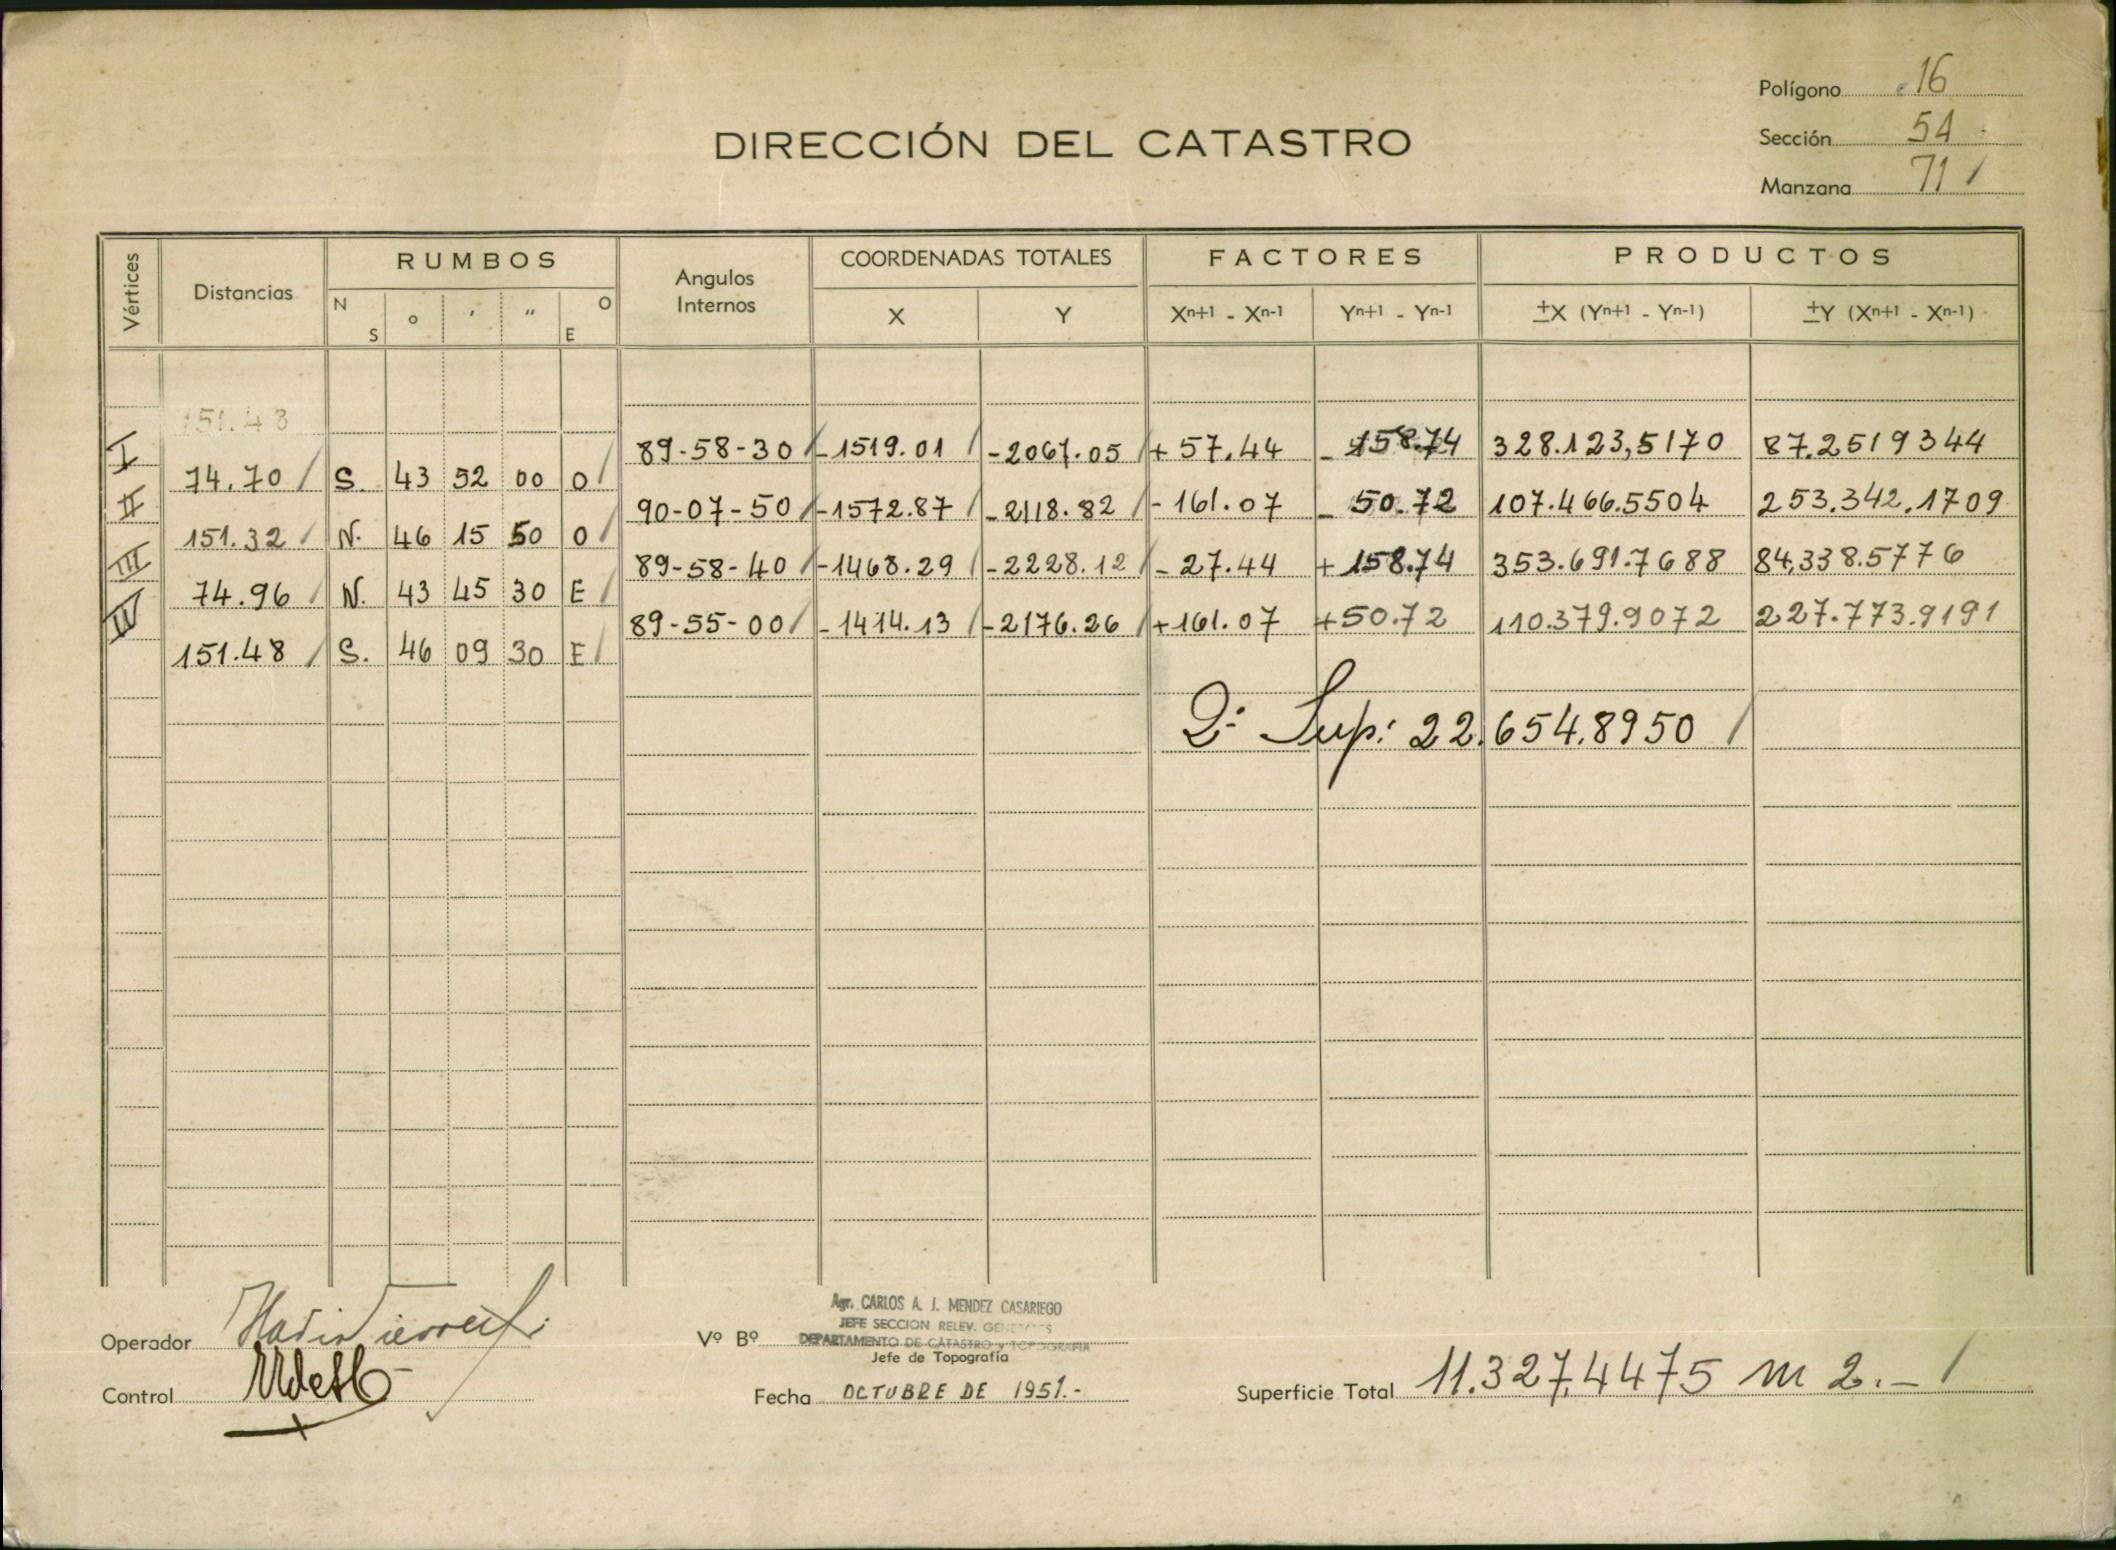 Polígono 16
DIRECCIÓN DEL CATASTRO
Sección 54
Manzana 71 /
Vértices Distancias RUMBOS N S o ′ ″ O E Angulos Internos COORDENADAS TOTALES X Y FACTORES Xn+1 - Xn-1 Yn+1 - Yn-1 PRODUCTOS ±X (Yn+1 - Yn-1) ±Y (Xn+1 - Xn-1)
151.43
I 89-58-30 / -1519.01 / -2067.05 / +57.44 -158.74 328.123,5170 87.2519344
74.70 / S. 43 52 00 O /
II 90-07-50 / -1572.87 / -2118.82 / -161.07 -50.72 107.466.5504 253.342.1709
151.32 / N. 46 15 50 O /
III 89-58-40 / -1468.29 / -2228.12 / -27.44 +158.74 353.691.7688 84,338.5776
74.96 / N. 43 45 30 E /
IV 89-55-00 / -1414.13 / -2176.26 / +161.07 +50.72 110.379.9072 227.773.9191
151.48 / S. 46 09 30 E /
2: Sup: 22.654.8950 /
Agr. CARLOS A. J. MENDEZ CASARIEGO
JEFE SECCION RELEV. GENERALES
Operador Vº Bº DEPARTAMENTO DE CATASTRO y TOPOGRAFIA
Jefe de Topografía
Control Fecha OCTUBRE DE 1951.- Superficie Total 11.327,4475 m 2.- /